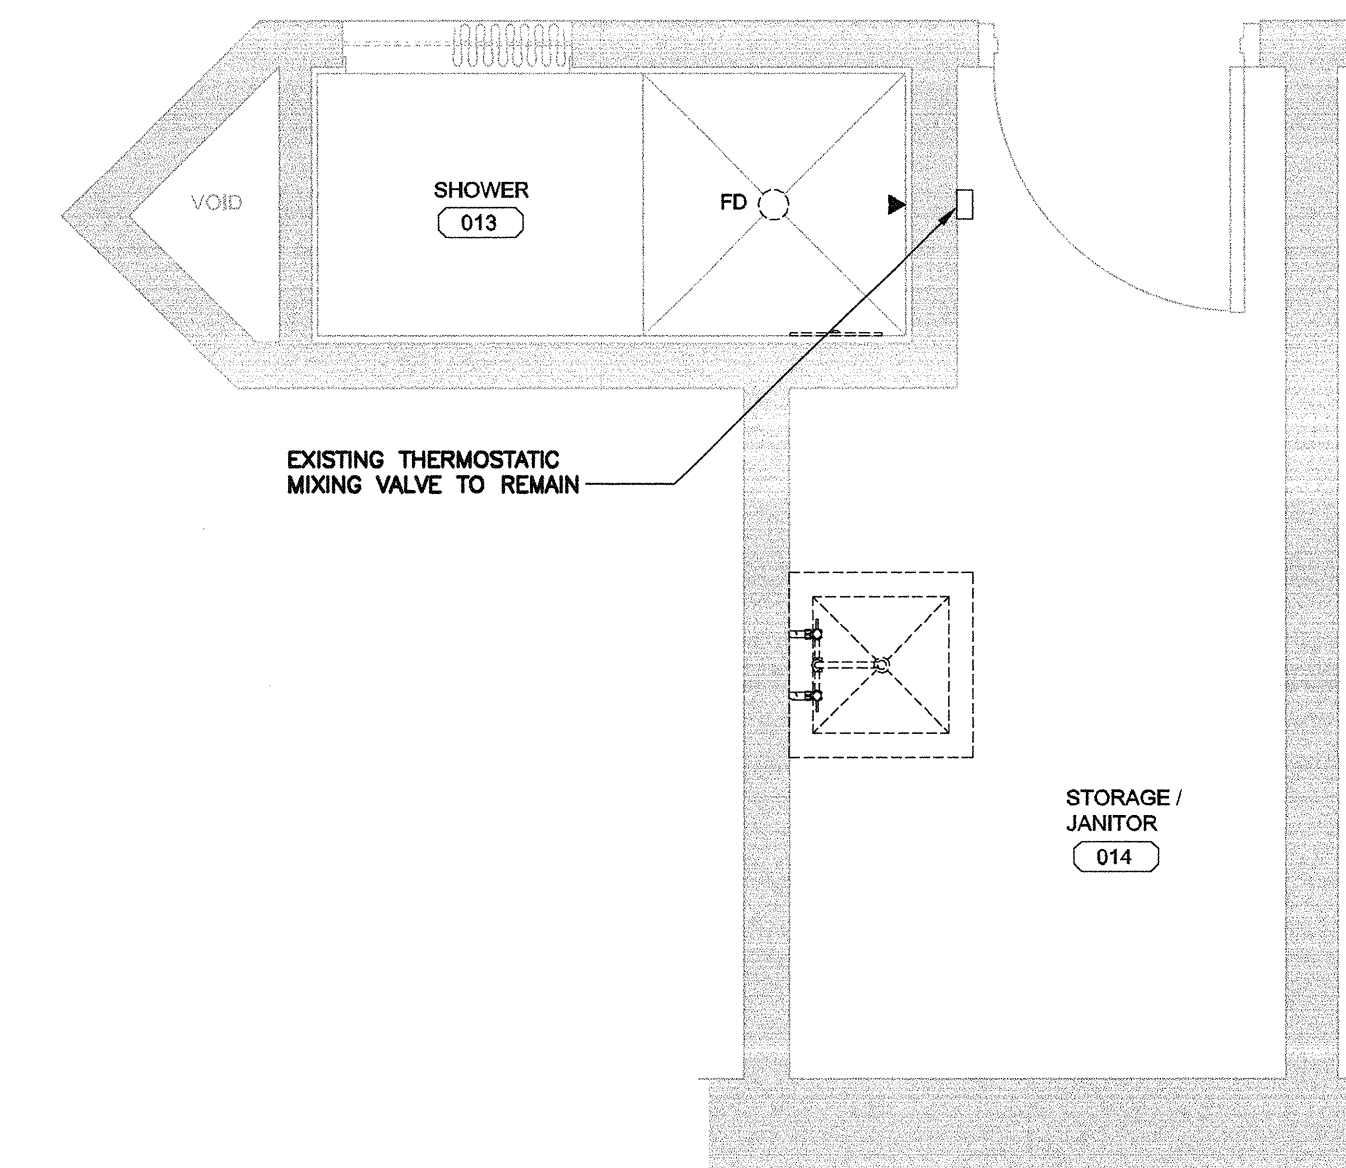 SHOWER
013
VOID
FD
EXISTING THERMOSTATIC
MIXING VALVE TO REMAIN
STORAGE /
JANITOR
014